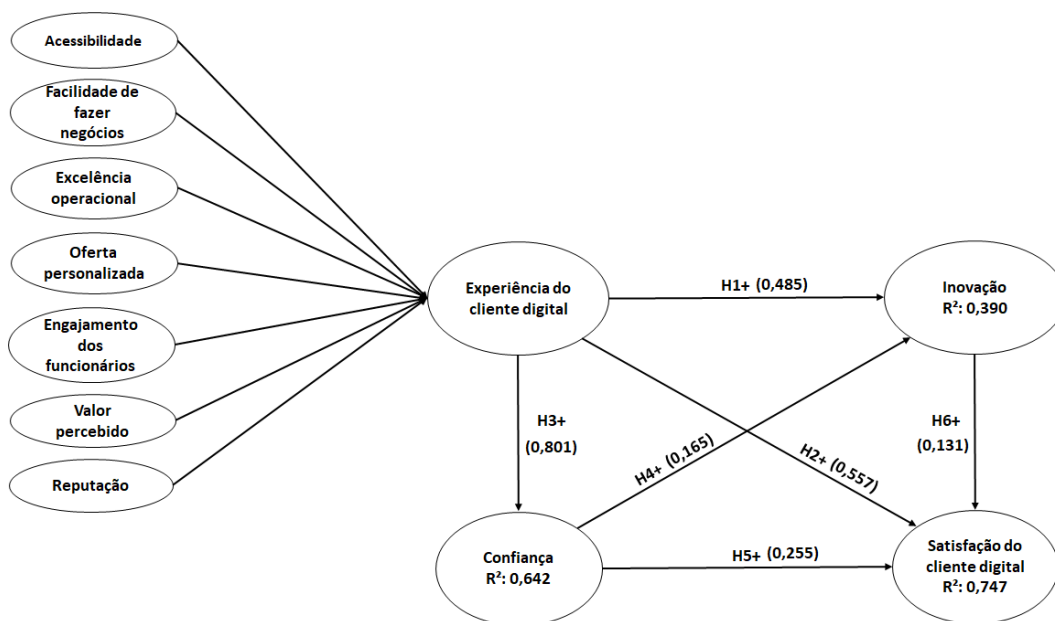 Acessibilidade
Facilidade de
fazer
negócios
Excelência
operacional
Oferta
personalizada
Engajamento
dos
funcionários
Valor
percebido
Reputação
Experiência do
cliente digital
H1+ (0,485)
Inovação
R²: 0,390
H3+
(0,801)
H4+ (0,165)
H2+ (0,557)
H6+
(0,131)
Confiança
R²: 0,642
H5+ (0,255)
Satisfação do
cliente digital
R²: 0,747